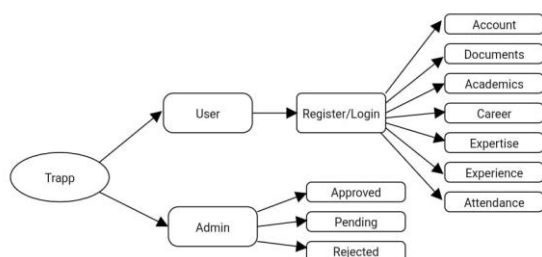 Account
Documents
Academics
User
Register/Login
Career
Expertise
Trapp
Experience
Approved
Attendance
Admin
Pending
Rejected